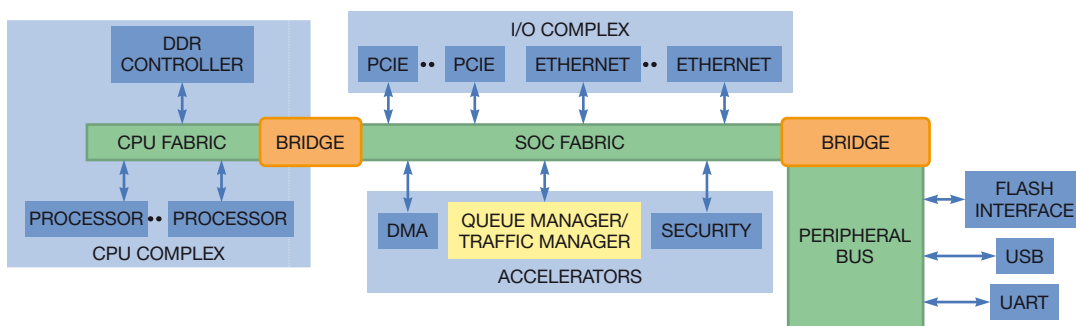 I/O COMPLEX
DDR
CONTROLLER
PCIE •• PCIE
ETHERNET •• ETHERNET
CPU FABRIC
BRIDGE
SOC FABRIC
BRIDGE
PROCESSOR •• PROCESSOR
CPU COMPLEX
DMA
QUEUE MANAGER/
TRAFFIC MANAGER
SECURITY
ACCELERATORS
PERIPHERAL
BUS
FLASH
INTERFACE
USB
UART